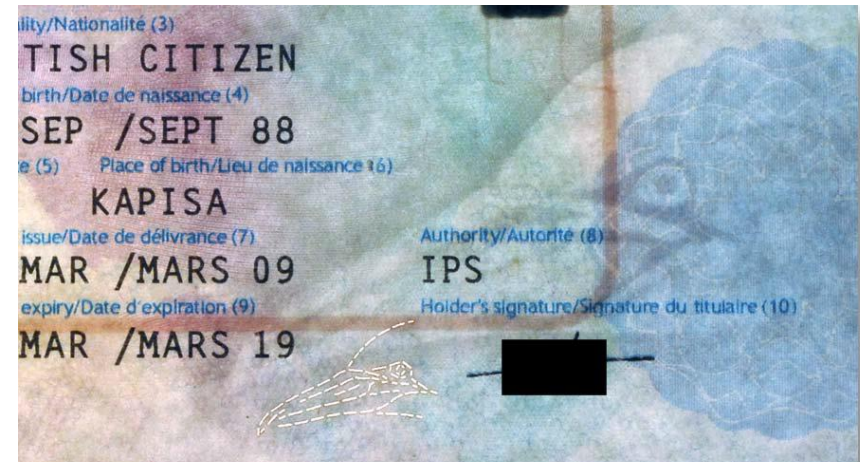 ility/Nationalité (3)
TISH CITIZEN
birth/Date de naissance (4)
SEP /SEPT 88
e (5) Place of birth/Lieu de naissance (6)
KAPISA
issue/Date de délivrance (7)
Authority/Autorité (8)
MAR /MARS 09
IPS
expiry/Date d'expiration (9)
Holder's signature/Signature du titulaire (10)
MAR /MARS 19